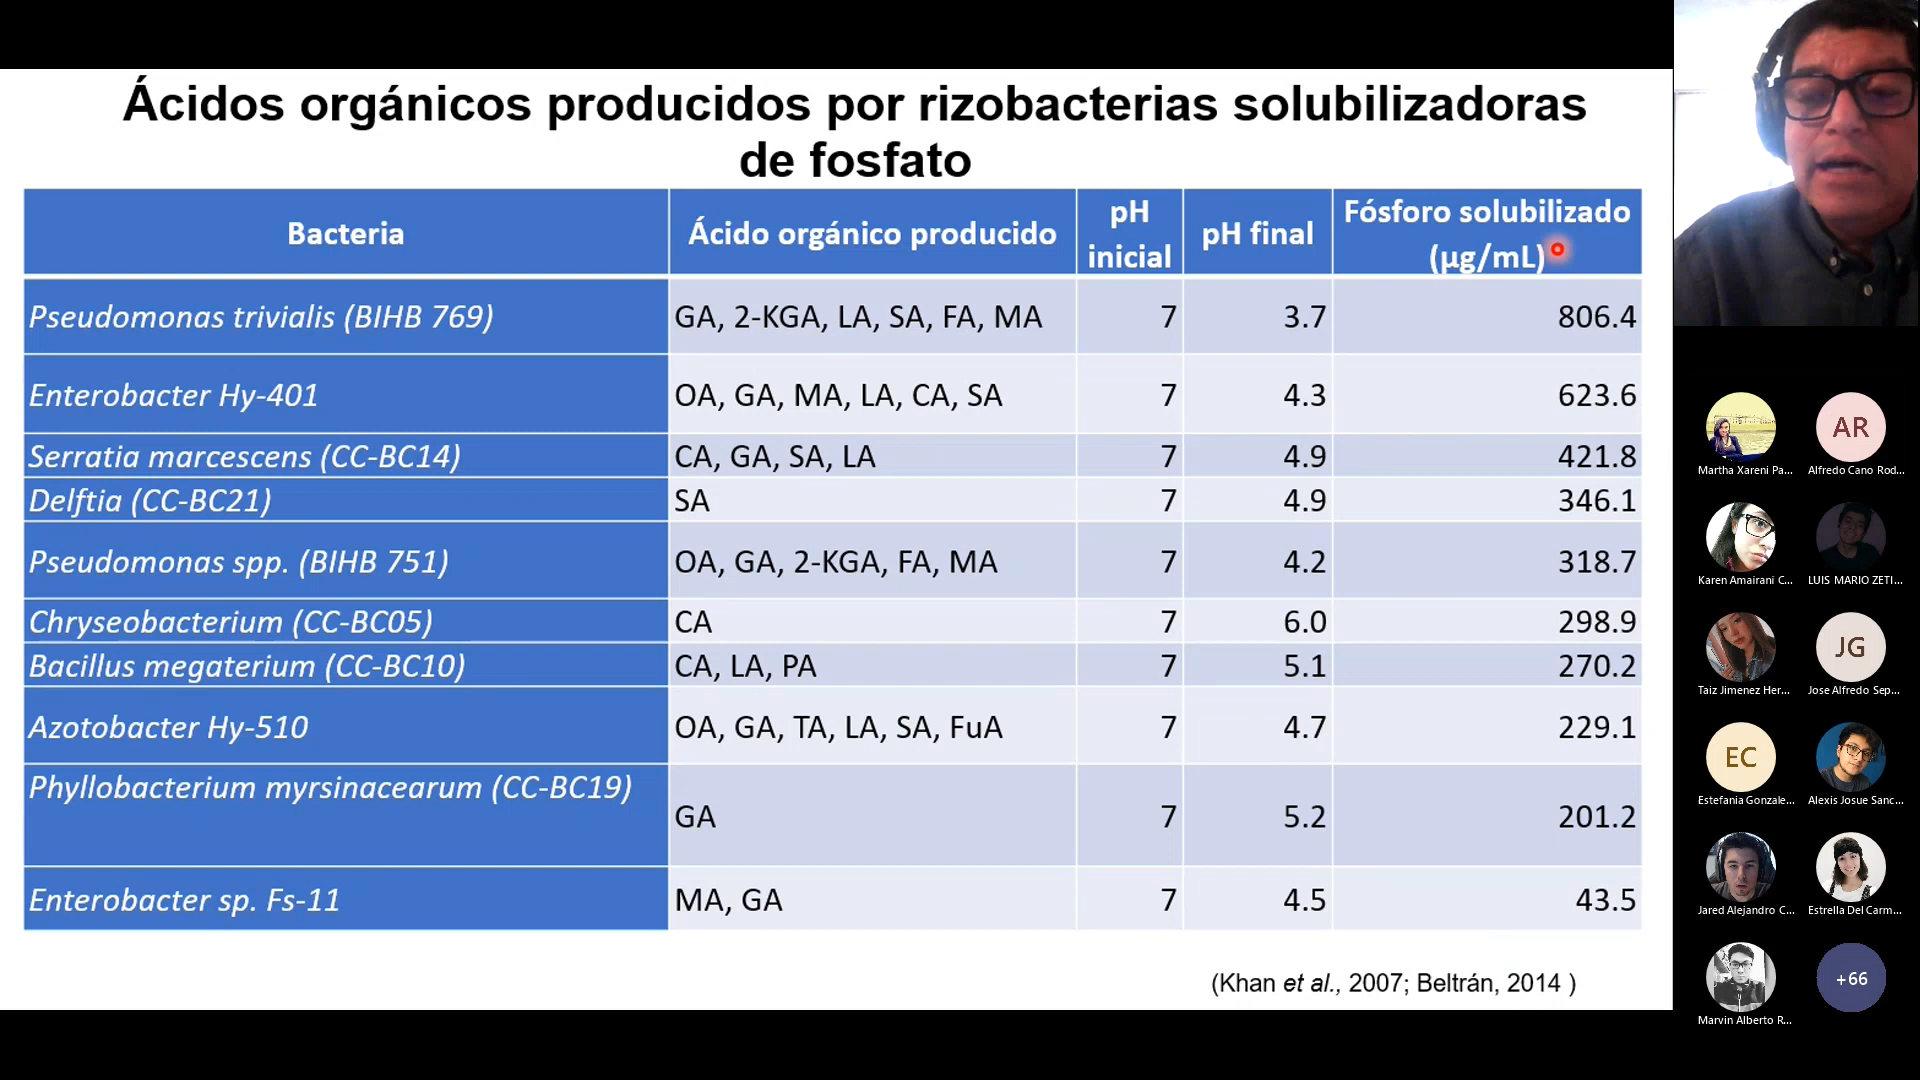 Ácidos orgánicos producidos por rizobacterias solubilizadoras
de fosfato
Bacteria
Ácido orgánico producido
pH
inicial
pH final
Fósforo solubilizado
(µg/mL)
Pseudomonas trivialis (BIHB 769)
GA, 2-KGA, LA, SA, FA, MA
7
3.7
806.4
Enterobacter Hy-401
OA, GA, MA, LA, CA, SA
7
4.3
623.6
Serratia marcescens (CC-BC14)
CA, GA, SA, LA
7
4.9
421.8
Delftia (CC-BC21)
SA
7
4.9
346.1
Pseudomonas spp. (BIHB 751)
OA, GA, 2-KGA, FA, MA
7
4.2
318.7
Chryseobacterium (CC-BC05)
CA
7
6.0
298.9
Bacillus megaterium (CC-BC10)
CA, LA, PA
7
5.1
270.2
Azotobacter Hy-510
OA, GA, TA, LA, SA, FuA
7
4.7
229.1
Phyllobacterium myrsinacearum (CC-BC19)
GA
7
5.2
201.2
Enterobacter sp. Fs-11
MA, GA
7
4.5
43.5
(Khan et al., 2007; Beltrán, 2014 )
Martha Xareni Pa...
AR
Alfredo Cano Rod...
Karen Amairani C...
LUIS MARIO ZETI...
Taiz Jimenez Her...
JG
Jose Alfredo Sep...
EC
Estefania Gonzale...
Alexis Josue Sanc...
Jared Alejandro C...
Estrella Del Carm...
Marvin Alberto R...
+66